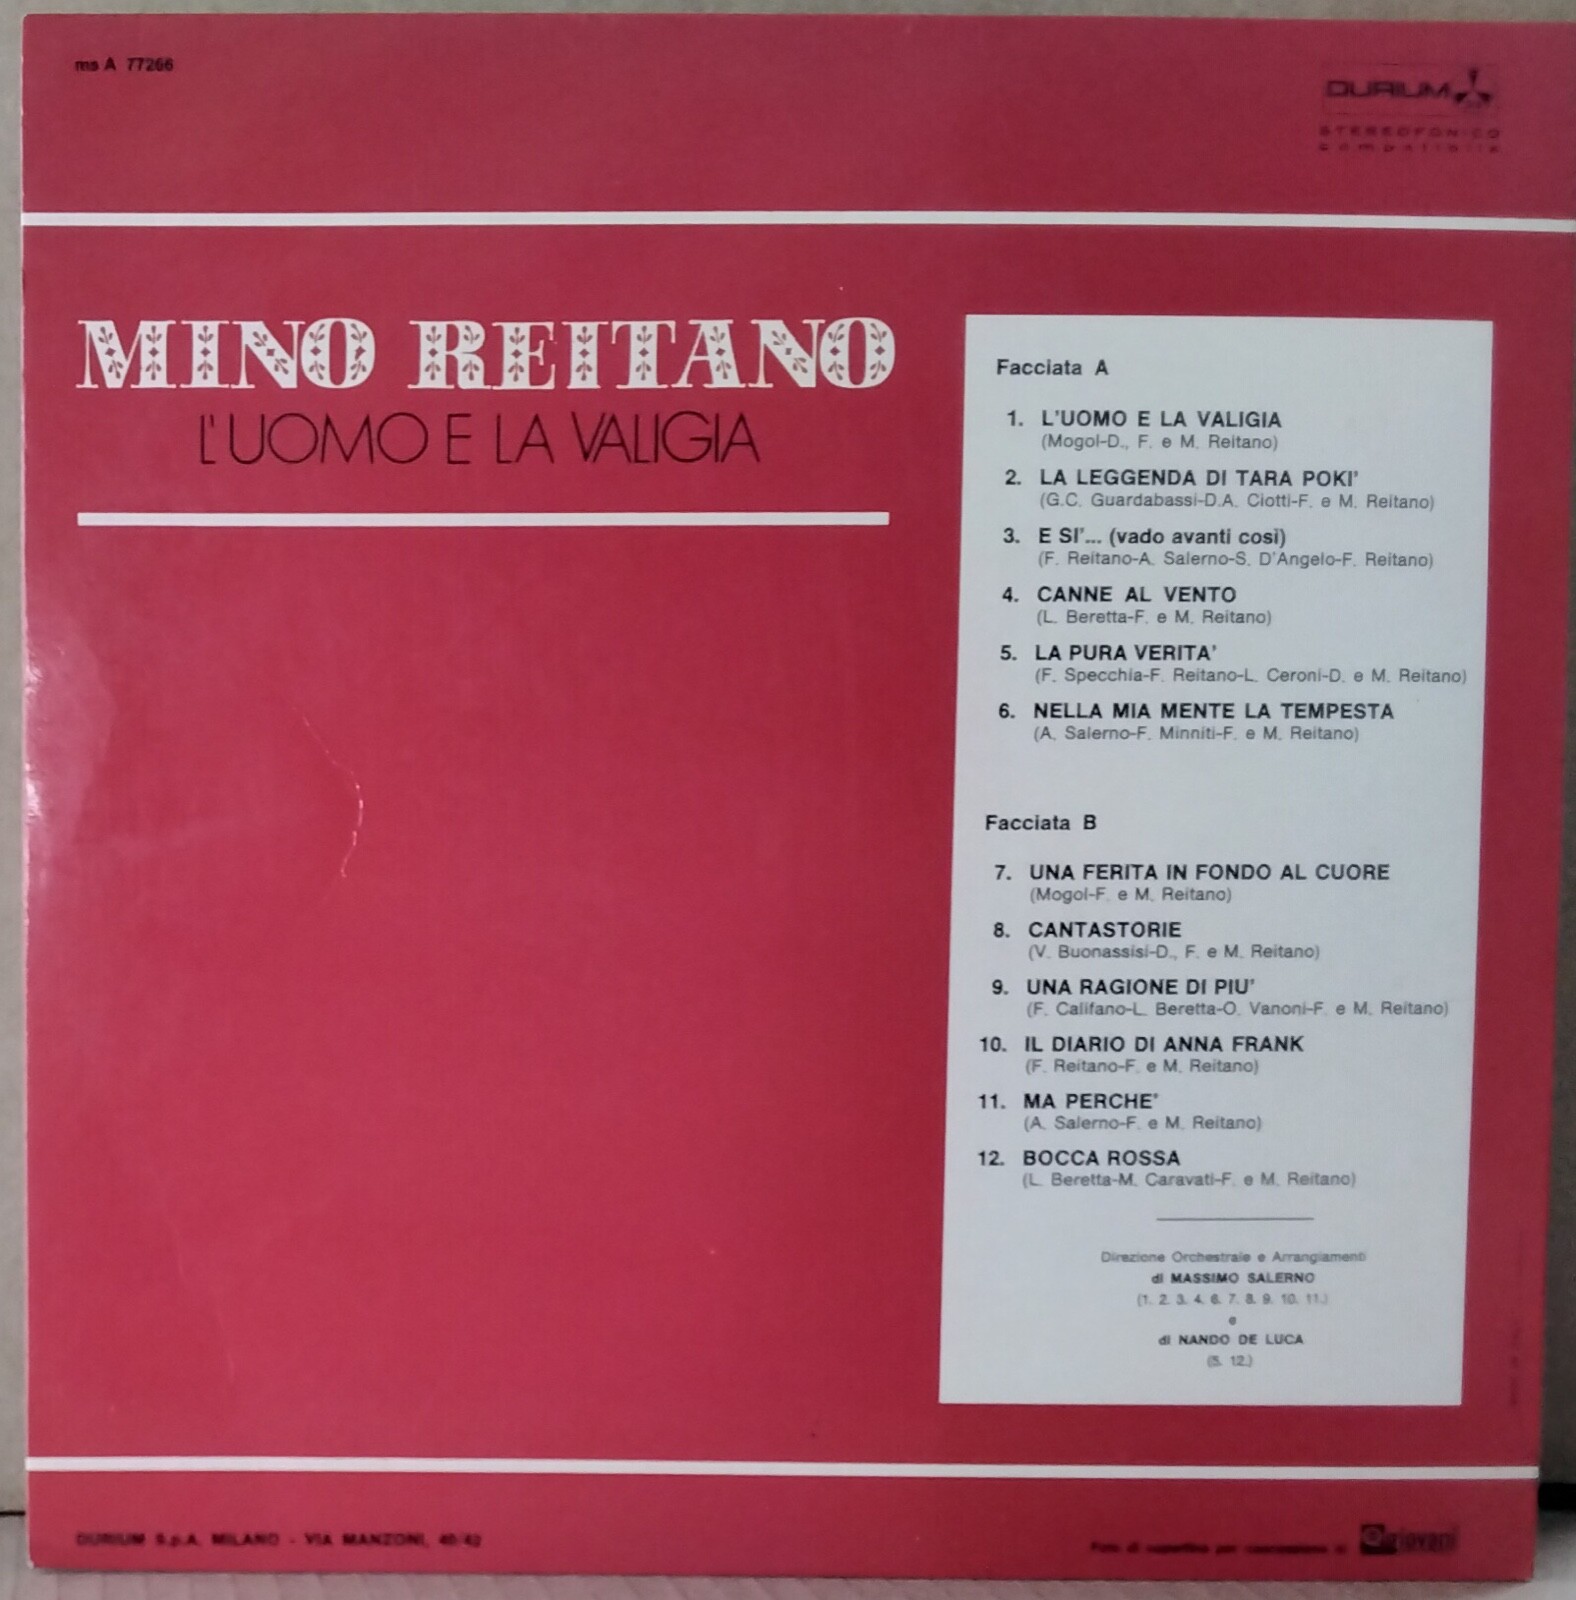 ms A 77266
DURIUM
STEREOFONICO
compatibile
MINO REITANO
L'UOMO E LA VALIGIA
Facciata A
1. L'UOMO E LA VALIGIA
(Mogol-D., F. e M. Reitano)
2. LA LEGGENDA DI TARA POKI'
(G.C. Guardabassi-D.A. Ciotti-F. e M. Reitano)
3. E SI'... (vado avanti così)
(F. Reitano-A. Salerno-S. D'Angelo-F. Reitano)
4. CANNE AL VENTO
(L. Beretta-F. e M. Reitano)
5. LA PURA VERITA'
(F. Specchia-F. Reitano-L. Ceroni-D. e M. Reitano)
6. NELLA MIA MENTE LA TEMPESTA
(A. Salerno-F. Minniti-F. e M. Reitano)
Facciata B
7. UNA FERITA IN FONDO AL CUORE
(Mogol-F. e M. Reitano)
8. CANTASTORIE
(V. Buonassisi-D., F. e M. Reitano)
9. UNA RAGIONE DI PIU'
(F. Califano-L. Beretta-O. Vanoni-F. e M. Reitano)
10. IL DIARIO DI ANNA FRANK
(F. Reitano-F. e M. Reitano)
11. MA PERCHE'
(A. Salerno-F. e M. Reitano)
12. BOCCA ROSSA
(L. Beretta-M. Caravati-F. e M. Reitano)
Direzione Orchestrale e Arrangiamenti
di MASSIMO SALERNO
(1. 2. 3. 4. 6. 7. 8. 9. 10. 11.)
e
di NANDO DE LUCA
(5. 12.)
DURIUM S.p.A. MILANO - VIA MANZONI, 40/42
Foto di copertina per concessione di giovani